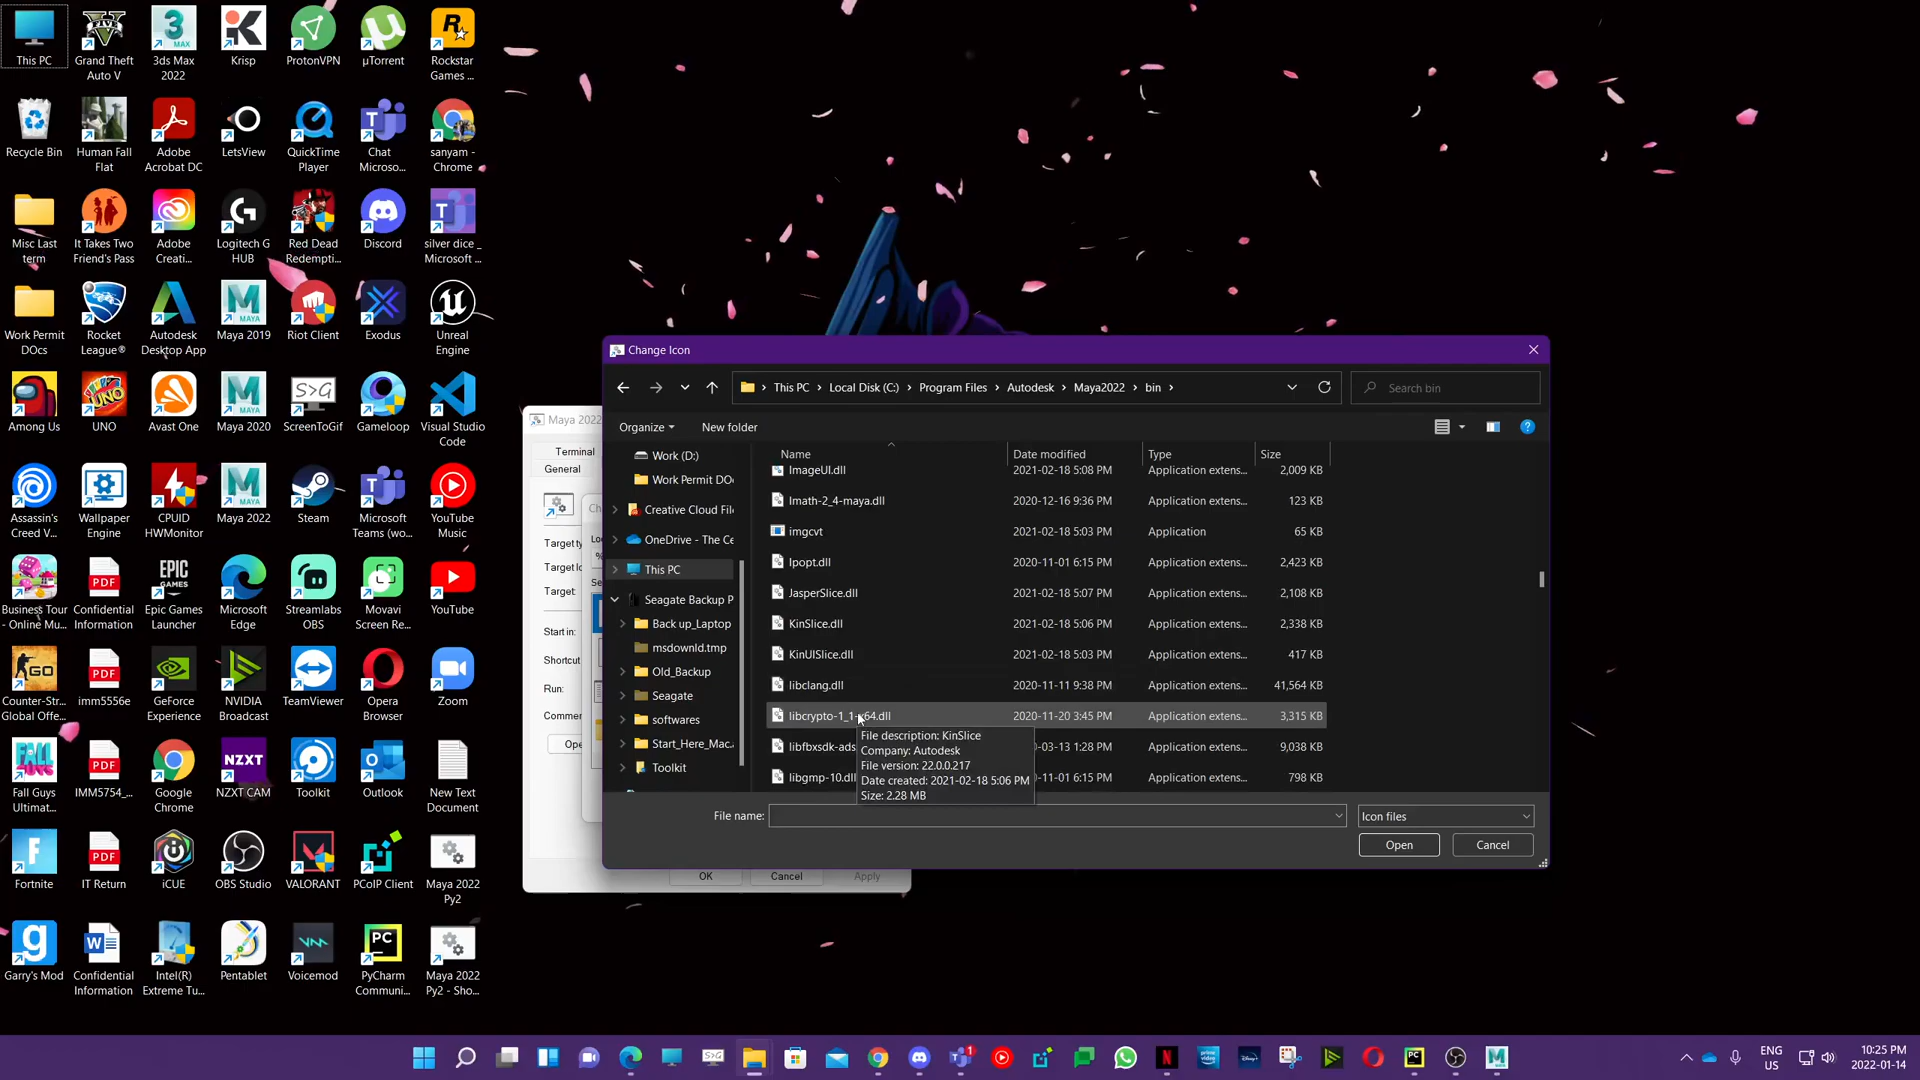 This PC
Grand Theft
Auto V
3ds Max
2022
Krisp
ProtonVPN
µTorrent
Rockstar
Games ...
Recycle Bin
Human Fall
Flat
Adobe
Acrobat DC
LetsView
QuickTime
Player
Chat
Microso...
sanyam -
Chrome
Misc Last
term
It Takes Two
Friend's Pass
Adobe
Creati...
Logitech G
HUB
Red Dead
Redempti...
Discord
silver dice _
Microsoft ...
Work Permit
DOcs
Rocket
League®
Autodesk
Desktop App
Maya 2019
Riot Client
Exodus
Unreal
Engine
Among Us
UNO
Avast One
Maya 2020
ScreenToGif
Gameloop
Visual Studio
Code
Assassin's
Creed V...
Wallpaper
Engine
CPUID
HWMonitor
Maya 2022
Steam
Microsoft
Teams (wo...
YouTube
Music
Business Tour
- Online Mu...
Confidential
Information
Epic Games
Launcher
Microsoft
Edge
Streamlabs
OBS
Movavi
Screen Re...
YouTube
Counter-Str...
Global Offe...
imm5556e
GeForce
Experience
NVIDIA
Broadcast
TeamViewer
Opera
Browser
Zoom
Fall Guys
Ultimat...
IMM5754_...
Google
Chrome
NZXT CAM
Toolkit
Outlook
New Text
Document
Fortnite
IT Return
iCUE
OBS Studio
VALORANT
PCoIP Client
Maya 2022
Py2
Garry's Mod
Confidential
Information
Intel(R)
Extreme Tu...
Pentablet
Voicemod
PyCharm
Communi...
Maya 2022
Py2 - Sho...
Maya 2022
Terminal
General
Target ty
Target lo
Target:
Start in:
Shortcut
Run:
Comme
Ope
OK
Cancel
Apply
Change Icon
This PC
Local Disk (C:)
Program Files
Autodesk
Maya2022
bin
Search bin
Organize
New folder
Work (D:)
Work Permit DO
Creative Cloud Fil
OneDrive - The Ce
This PC
Seagate Backup P
Back up_Laptop
msdownld.tmp
Old_Backup
Seagate
softwares
Start_Here_Mac.
Toolkit
Name Date modified Type Size
ImageUI.dll 2021-02-18 5:08 PM Application extens... 2,009 KB
Imath-2_4-maya.dll 2020-12-16 9:36 PM Application extens... 123 KB
imgcvt 2021-02-18 5:03 PM Application 65 KB
Ipopt.dll 2020-11-01 6:15 PM Application extens... 2,423 KB
JasperSlice.dll 2021-02-18 5:07 PM Application extens... 2,108 KB
KinSlice.dll 2021-02-18 5:06 PM Application extens... 2,338 KB
KinUISlice.dll 2021-02-18 5:03 PM Application extens... 417 KB
libclang.dll 2020-11-11 9:38 PM Application extens... 41,564 KB
libcrypto-1_1-x64.dll 2020-11-20 3:45 PM Application extens... 3,315 KB
libfbxsdk-ads -03-13 1:28 PM Application extens... 9,038 KB
libgmp-10.dll -11-01 6:15 PM Application extens... 798 KB
File description: KinSlice
Company: Autodesk
File version: 22.0.0.217
Date created: 2021-02-18 5:06 PM
Size: 2.28 MB
File name:
Icon files
Open
Cancel
ENG
US
10:25 PM
2022-01-14